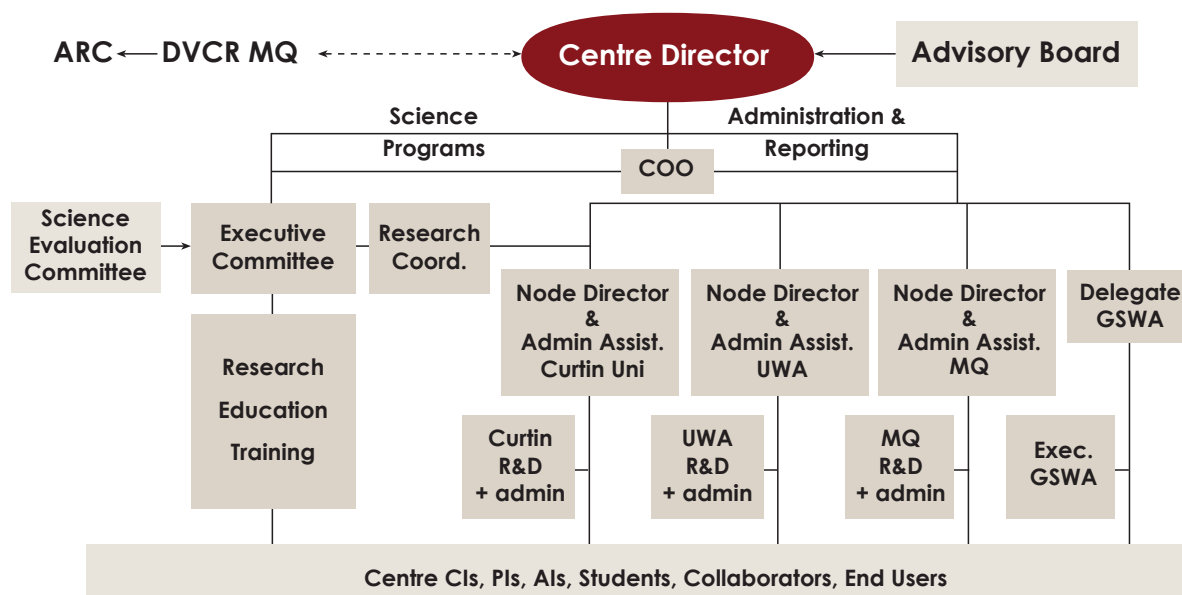 ARC
DVCR MQ
Centre Director
Advisory Board
Science
Programs
Administration &
Reporting
COO
Science
Evaluation
Committee
Executive
Committee
Research
Coord.
Node Director
&
Admin Assist.
Curtin Uni
Node Director
&
Admin Assist.
UWA
Node Director
&
Admin Assist.
MQ
Delegate
GSWA
Research
Education
Training
Curtin
R&D
+ admin
UWA
R&D
+ admin
MQ
R&D
+ admin
Exec.
GSWA
Centre CIs, PIs, AIs, Students, Collaborators, End Users